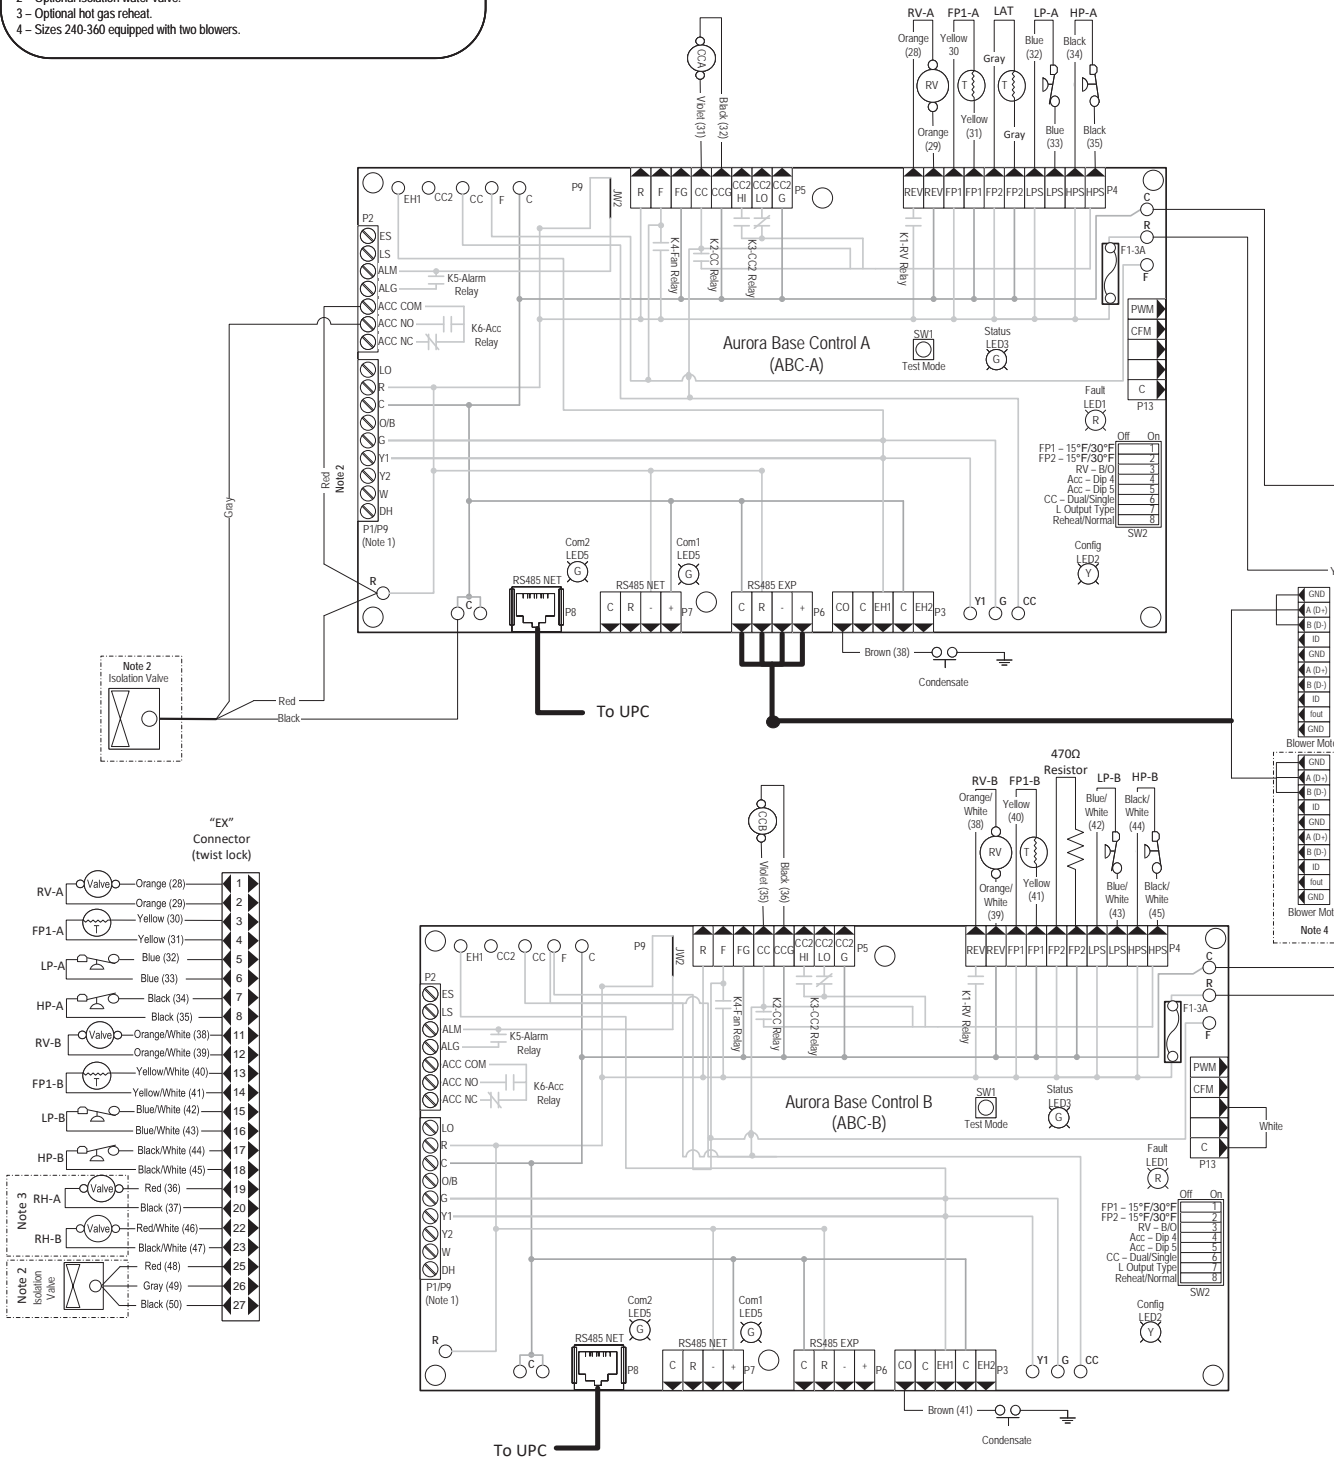 3 – Optional hot gas reheat.
4 – Sizes 240-360 equipped with two blowers.
RV-A FP1-A LAT LP-A HP-A
Orange (28)
Yellow 30
Gray
Blue (32)
Black (34)
CCA
RV
T
T
Violet (31)
Black (32)
Orange (29)
Yellow (31)
Gray
Blue (33)
Black (35)
EH1 CC2 CC F C
P9
JW2
R F FG CC CCG CC2 HI CC2 LO CC2 G
P5
REV REV FP1 FP1 FP2 FP2 LPS LPS HPS HPS
P4
C
R
F1-3A
F
P2
ES
LS
ALM
ALG
ACC COM
ACC NO
ACC NC
K5-Alarm Relay
K6-Acc Relay
K4-Fan Relay
K2-CC Relay
K3-CC2 Relay
K1-RV Relay
Aurora Base Control A
(ABC-A)
SW1
Test Mode
Status
LED3
G
PWM
CFM
C
P13
Fault
LED1
R
LO
R
C
O/B
G
Y1
Y2
W
DH
P1/P9
(Note 1)
Off On
FP1 – 15°F/30°F 1
FP2 – 15°F/30°F 2
RV – B/O 3
Acc – Dip 4 4
Acc – Dip 5 5
CC – Dual/Single 6
L Output Type 7
Reheat/Normal 8
SW2
Config
LED2
Y
Gray
Red
Note 2
R
C
Com2
LED5
G
RS485 NET
P8
Com1
LED5
G
RS485 NET
C R - +
P7
RS485 EXP
C R - +
P6
CO C EH1 C EH2
P3
Y1 G CC
Brown (38)
Condensate
To UPC
Note 2
Isolation Valve
Red
Black
GND
A (D+)
B (D-)
ID
GND
A (D+)
B (D-)
ID
fout
GND
GND
A (D+)
B (D-)
ID
GND
A (D+)
B (D-)
ID
fout
GND
Note 4
RV-B FP1-B
470Ω
Resistor
LP-B HP-B
Orange/ White (38)
Yellow (40)
Blue/ White (42)
Black/ White (44)
CCB
RV
T
Violet (35)
Black (36)
Orange/ White (39)
Yellow (41)
Blue/ White (43)
Black/ White (45)
"EX"
Connector
(twist lock)
RV-A Valve Orange (28) 1
Orange (29) 2
FP1-A T Yellow (30) 3
Yellow (31) 4
LP-A Blue (32) 5
Blue (33) 6
HP-A Black (34) 7
Black (35) 8
RV-B Valve Orange/White (38) 11
Orange/White (39) 12
FP1-B T Yellow/White (40) 13
Yellow/White (41) 14
LP-B Blue/White (42) 15
Blue/White (43) 16
HP-B Black/White (44) 17
Black/White (45) 18
Note 3
RH-A Valve Red (36) 19
Black (37) 20
RH-B Valve Red/White (46) 22
Black/White (47) 23
Note 2
Isolation Valve
Red (48) 25
Gray (49) 26
Black (50) 27
EH1 CC2 CC F C
P9
JW2
R F FG CC CCG CC2 HI CC2 LO CC2 G
P5
REV REV FP1 FP1 FP2 FP2 LPS LPS HPS HPS
P4
C
R
F1-3A
F
P2
ES
LS
ALM
ALG
ACC COM
ACC NO
ACC NC
K5-Alarm Relay
K6-Acc Relay
K4-Fan Relay
K2-CC Relay
K3-CC2 Relay
K1-RV Relay
Aurora Base Control B
(ABC-B)
SW1
Test Mode
Status
LED3
G
PWM
CFM
C
P13
White
Fault
LED1
R
LO
R
C
O/B
G
Y1
Y2
W
DH
P1/P9
(Note 1)
Off On
FP1 – 15°F/30°F 1
FP2 – 15°F/30°F 2
RV – B/O 3
Acc – Dip 4 4
Acc – Dip 5 5
CC – Dual/Single 6
L Output Type 7
Reheat/Normal 8
SW2
Config
LED2
Y
R
C
Com2
LED5
G
RS485 NET
P8
Com1
LED5
G
RS485 NET
C R - +
P7
RS485 EXP
C R - +
P6
CO C EH1 C EH2
P3
Y1 G CC
Brown (41)
Condensate
To UPC